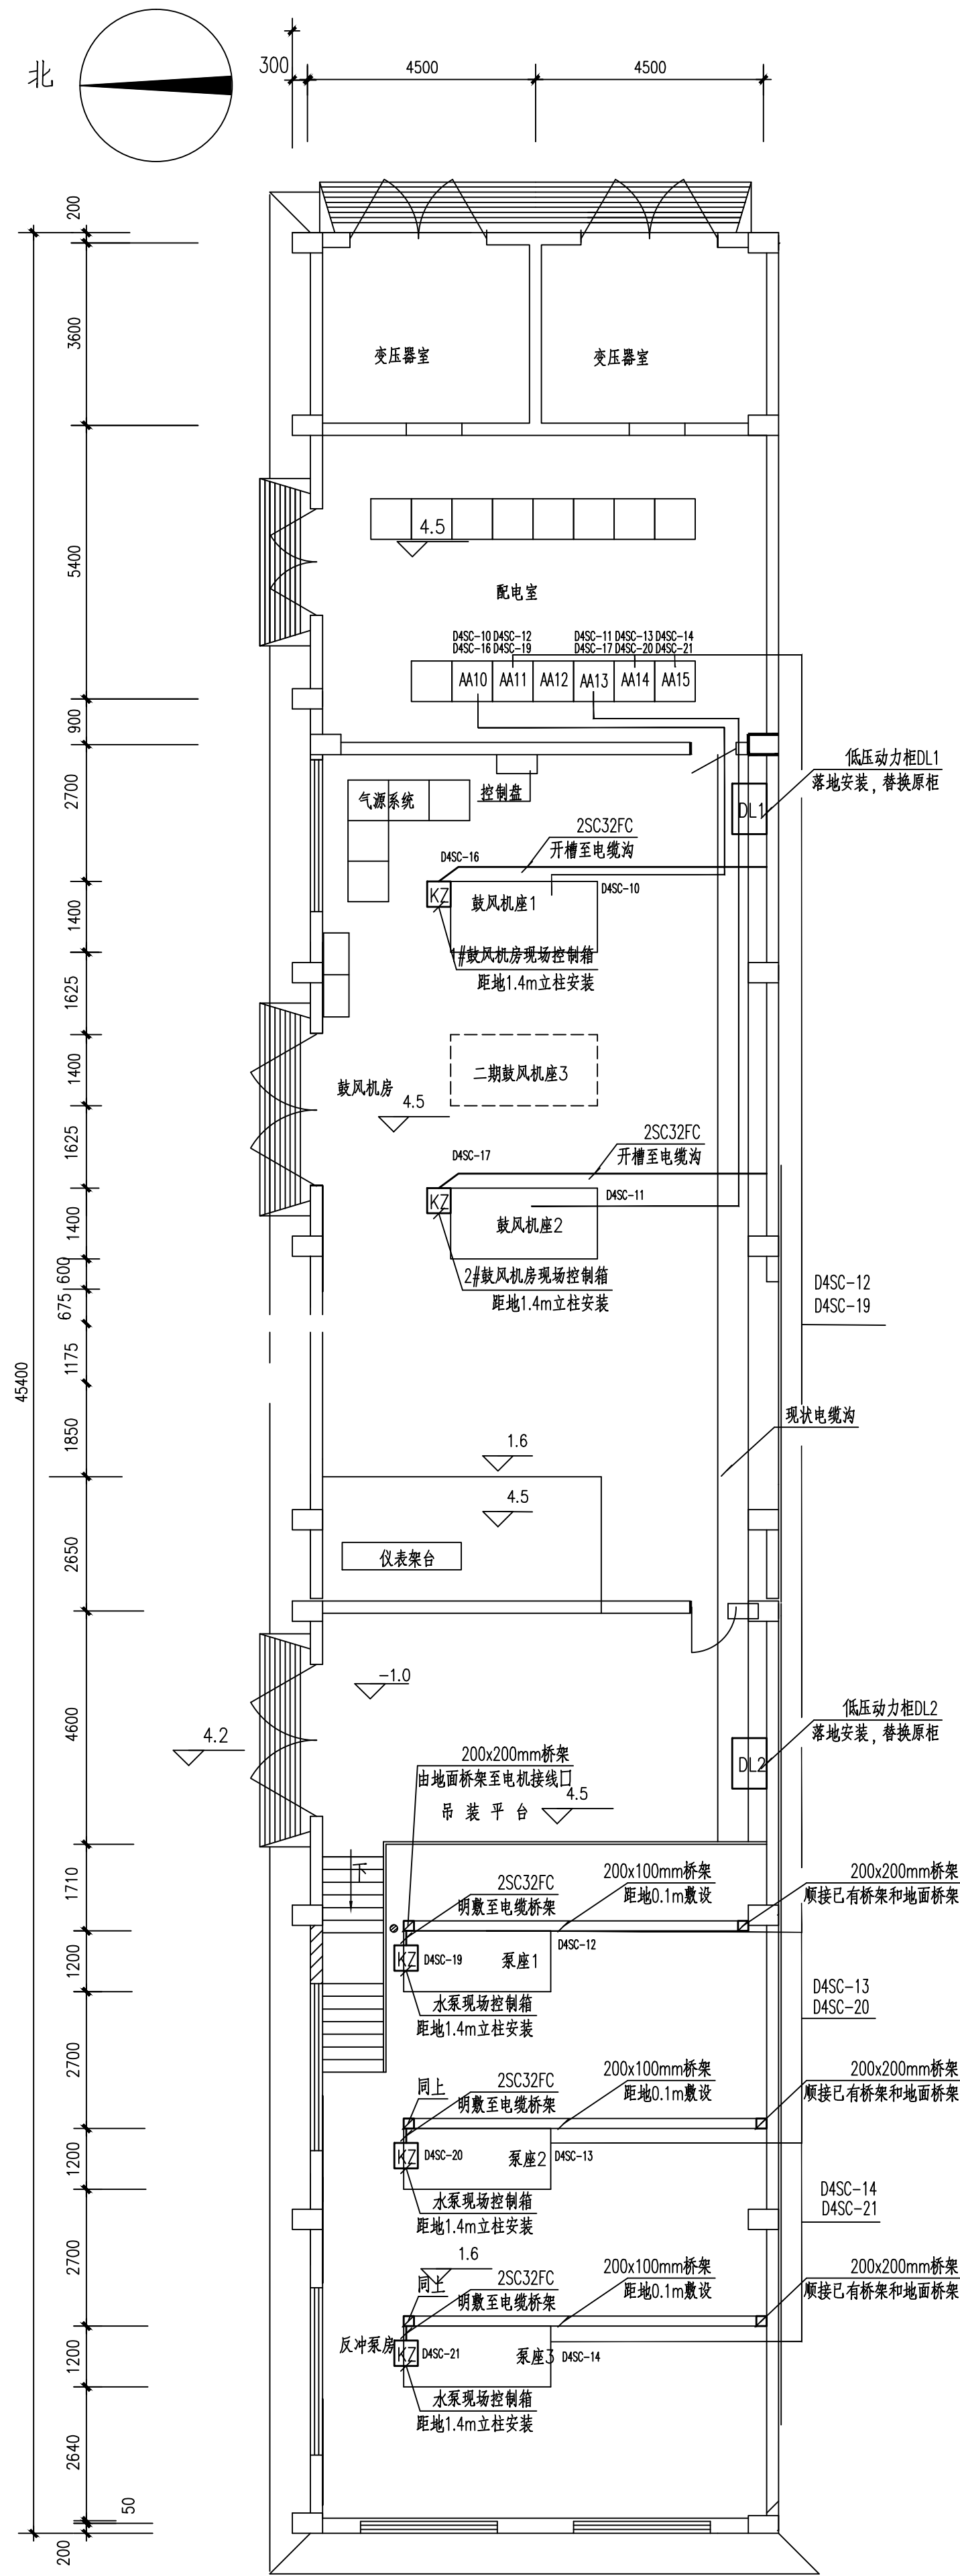 北
300
4500
4500
200
3600
5400
900
2700
1400
1625
1400
1625
1400
600
675
1175
1850
2650
4600
1710
1200
2700
1200
2700
1200
2640
50
200
45400
变压器室
变压器室
4.5
配电室
D4SC-10 D4SC-12
D4SC-16 D4SC-19
D4SC-11 D4SC-13 D4SC-14
D4SC-17 D4SC-20 D4SC-21
AA10
AA11
AA12
AA13
AA14
AA15
低压动力柜DL1
落地安装，替换原柜
DL1
气源系统
控制盘
2SC32FC
开槽至电缆沟
D4SC-16
KZ
鼓风机座1
D4SC-10
1#鼓风机房现场控制箱
距地1.4m立柱安装
二期鼓风机座3
鼓风机房
4.5
2SC32FC
开槽至电缆沟
D4SC-17
KZ
鼓风机座2
D4SC-11
2#鼓风机房现场控制箱
距地1.4m立柱安装
D4SC-12
D4SC-19
现状电缆沟
1.6
4.5
仪表架台
-1.0
4.2
低压动力柜DL2
落地安装，替换原柜
DL2
200x200mm桥架
由地面桥架至电机接线口
吊装平台
4.5
下
2SC32FC
明敷至电缆桥架
200x100mm桥架
距地0.1m敷设
200x200mm桥架
顺接已有桥架和地面桥架
KZ
D4SC-19
泵座1
D4SC-12
水泵现场控制箱
距地1.4m立柱安装
D4SC-13
D4SC-20
同上
2SC32FC
明敷至电缆桥架
200x100mm桥架
距地0.1m敷设
200x200mm桥架
顺接已有桥架和地面桥架
KZ
D4SC-20
泵座2
D4SC-13
水泵现场控制箱
距地1.4m立柱安装
D4SC-14
D4SC-21
1.6
同上
2SC32FC
明敷至电缆桥架
200x100mm桥架
距地0.1m敷设
200x200mm桥架
顺接已有桥架和地面桥架
反冲泵房
KZ
D4SC-21
泵座3
D4SC-14
水泵现场控制箱
距地1.4m立柱安装